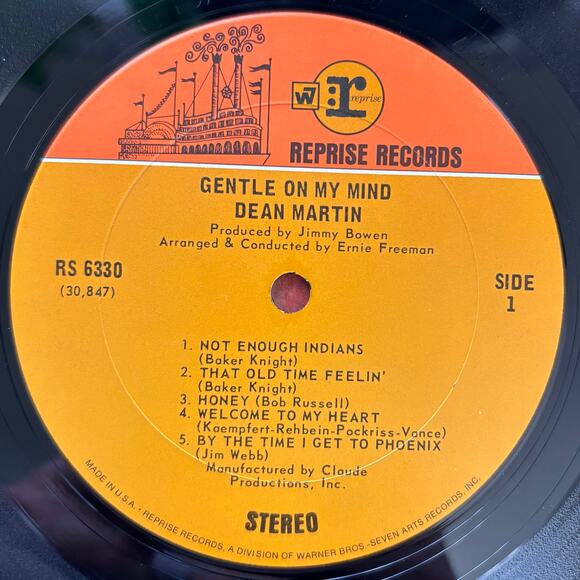 W7
r
reprise
REPRISE RECORDS
GENTLE ON MY MIND
DEAN MARTIN
Produced by Jimmy Bowen
Arranged & Conducted by Ernie Freeman
RS 6330
(30,847)
SIDE
1
1. NOT ENOUGH INDIANS
(Baker Knight)
2. THAT OLD TIME FEELIN'
(Baker Knight)
3. HONEY (Bob Russell)
4. WELCOME TO MY HEART
(Kaempfert-Rehbein-Pockriss-Vance)
5. BY THE TIME I GET TO PHOENIX
(Jim Webb)
Manufactured by Claude
Productions, Inc.
STEREO
MADE IN U.S.A. • REPRISE RECORDS, A DIVISION OF WARNER BROS.-SEVEN ARTS RECORDS, INC.